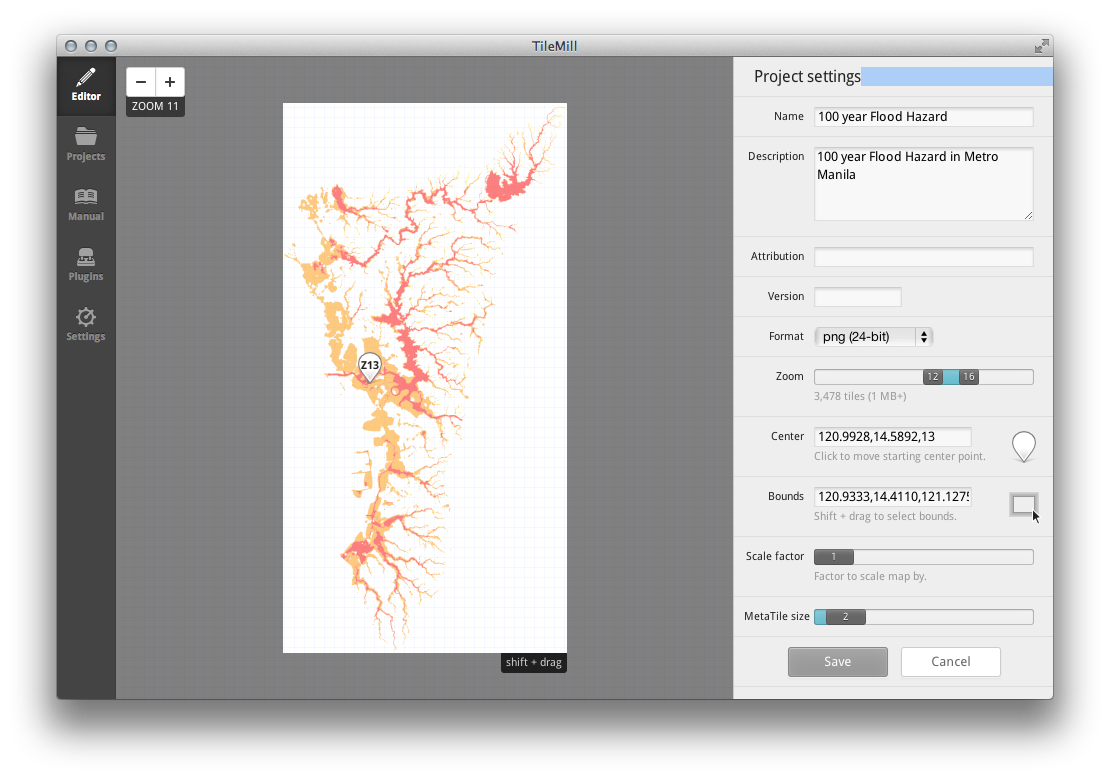 TileMill
Editor
Projects
Manual
Plugins
Settings
− +
ZOOM 11
Z13
shift + drag
Project settings
Name 100 year Flood Hazard
Description 100 year Flood Hazard in Metro
Manila
Attribution
Version
Format png (24-bit)
Zoom 12 16
3,478 tiles (1 MB+)
Center 120.9928,14.5892,13
Click to move starting center point.
Bounds 120.9333,14.4110,121.1275
Shift + drag to select bounds.
Scale factor 1
Factor to scale map by.
MetaTile size 2
Save Cancel